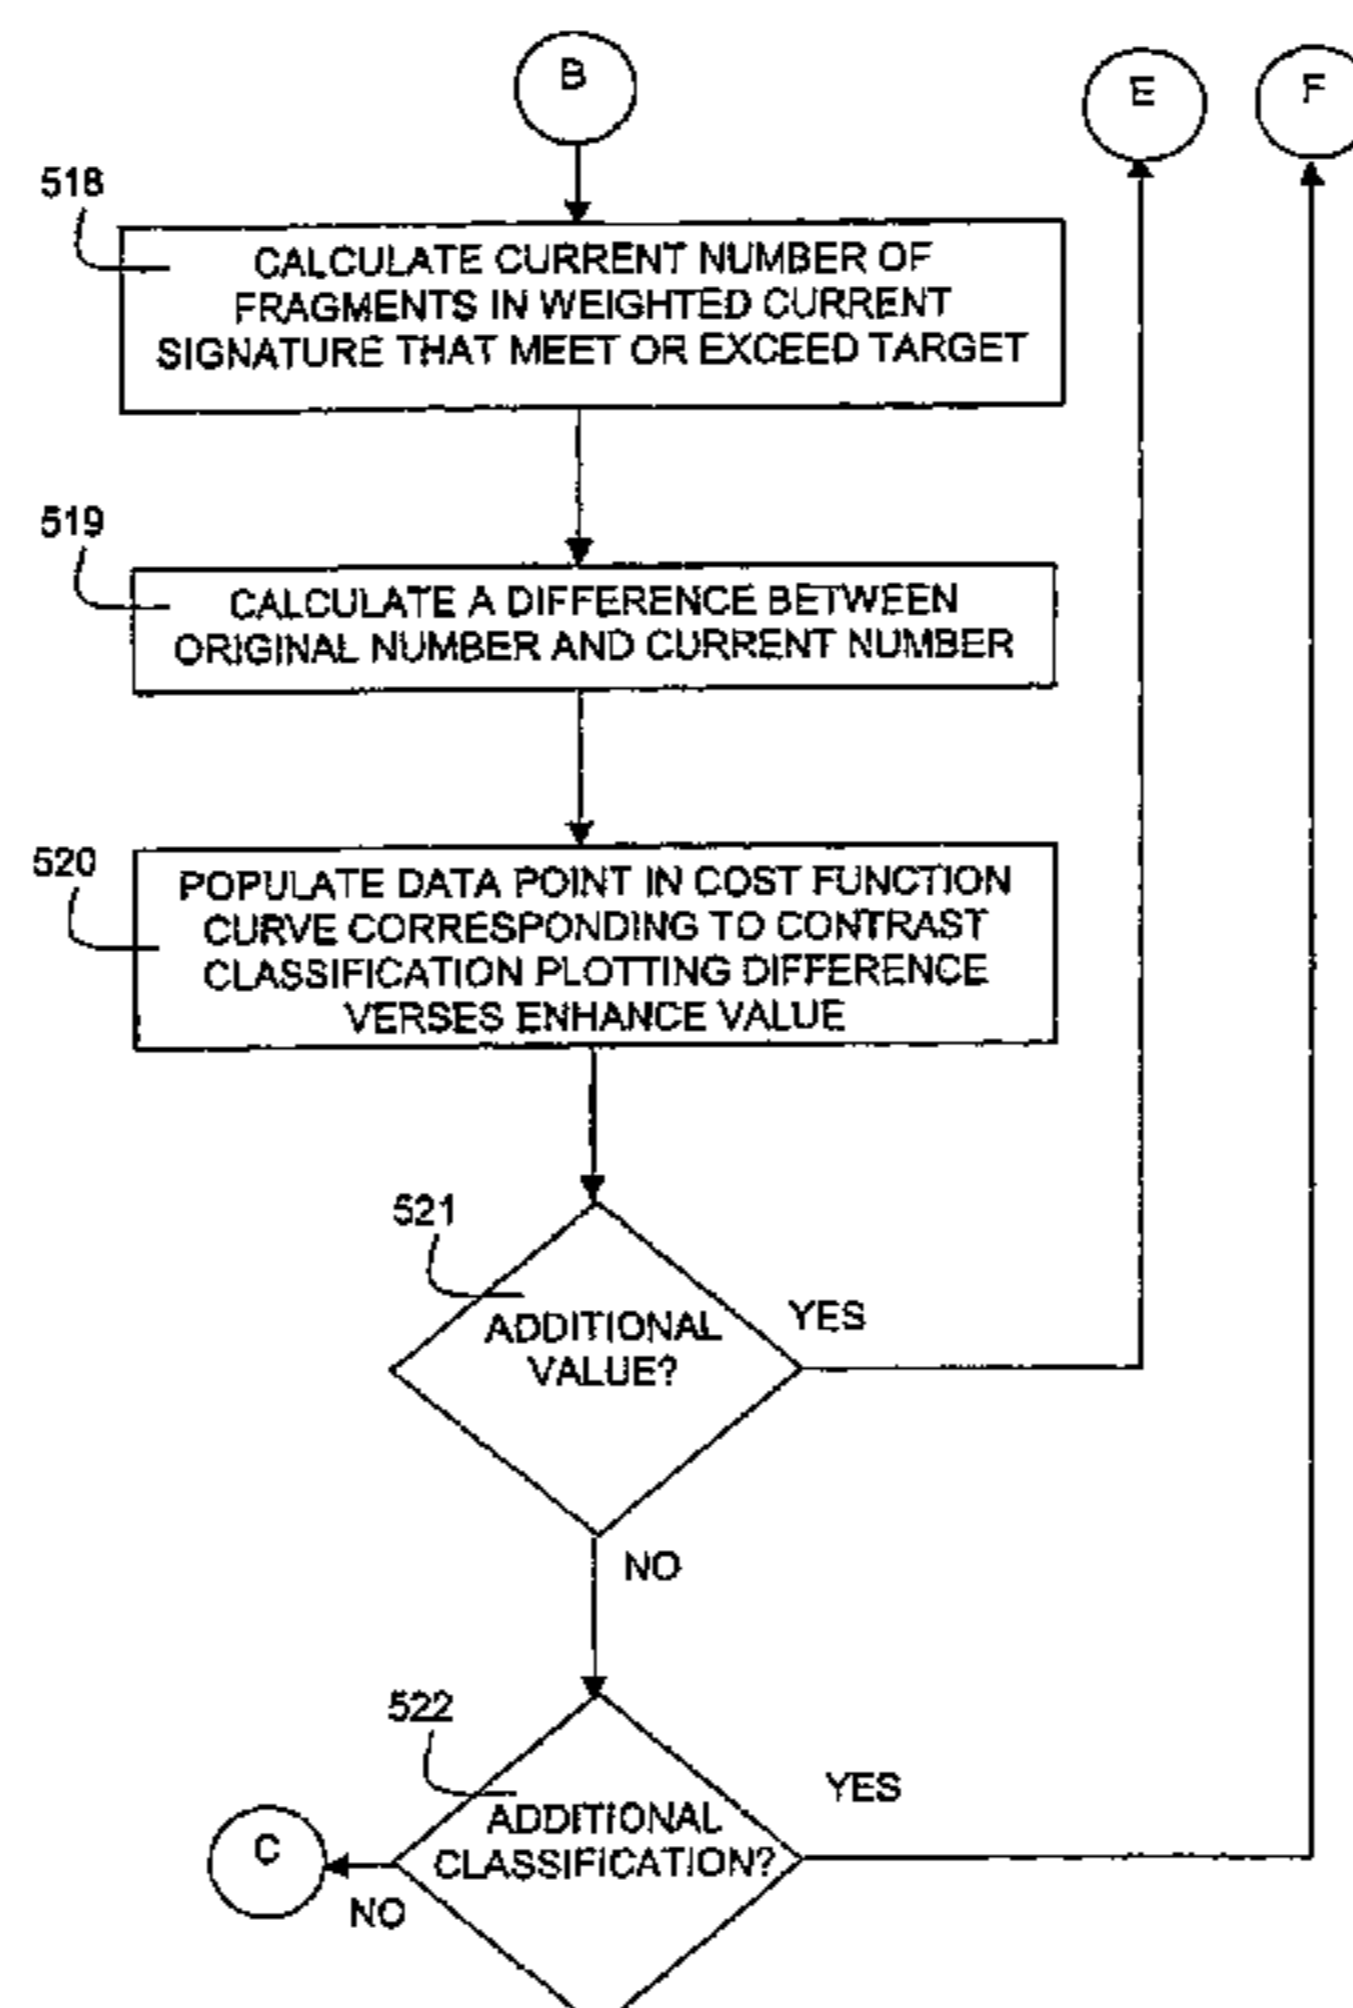 B
E
F
518
CALCULATE CURRENT NUMBER OF
FRAGMENTS IN WEIGHTED CURRENT
SIGNATURE THAT MEET OR EXCEED TARGET
519
CALCULATE A DIFFERENCE BETWEEN
ORIGINAL NUMBER AND CURRENT NUMBER
520
POPULATE DATA POINT IN COST FUNCTION
CURVE CORRESPONDING TO CONTRAST
CLASSIFICATION PLOTTING DIFFERENCE
VERSES ENHANCE VALUE
521
ADDITIONAL
VALUE?
YES
NO
522
ADDITIONAL
CLASSIFICATION?
YES
C
NO